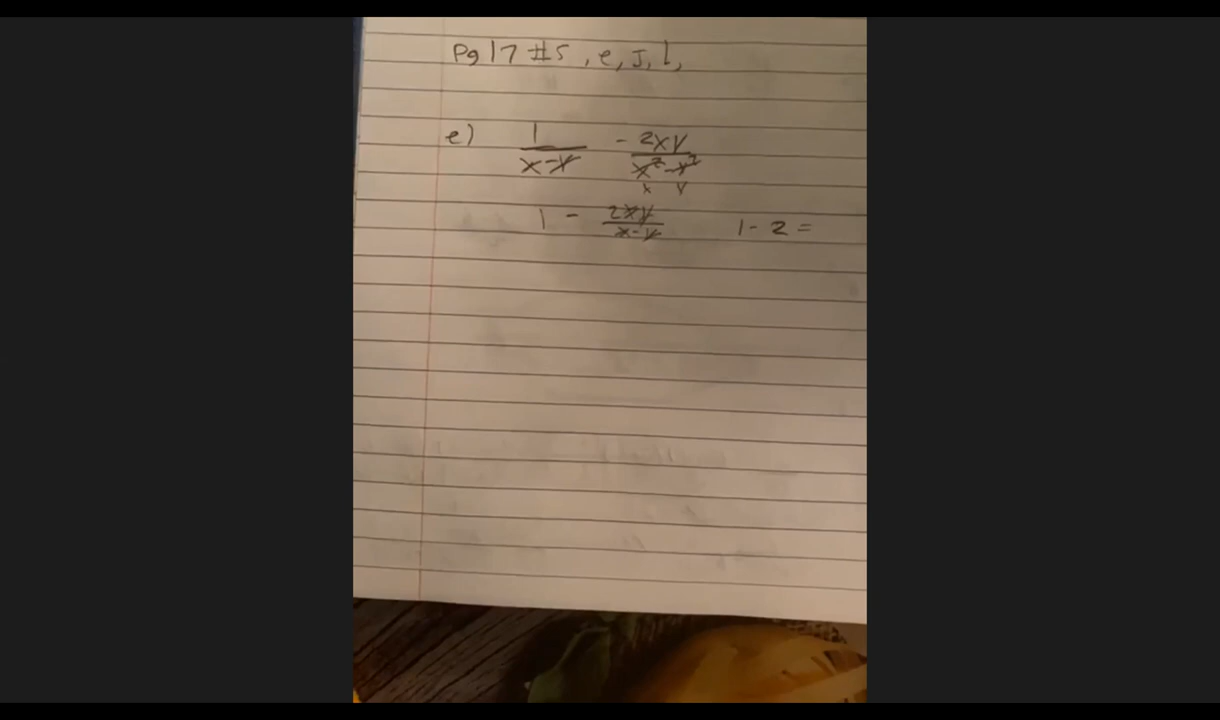 Pg 17 #5, e, J, l,
e) 1 - 2xy
x-y x²-y²
x y
1 - 2xy 1-2=
x-y